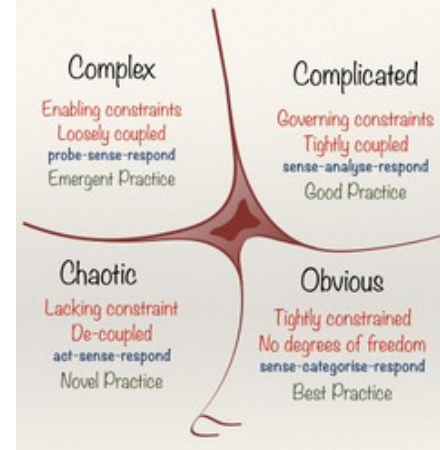 Complex
Enabling constraints
Loosely coupled
probe-sense-respond
Emergent Practice
Complicated
Governing constraints
Tightly coupled
sense-analyse-respond
Good Practice
Chaotic
Lacking constraint
De-coupled
act-sense-respond
Novel Practice
Obvious
Tightly constrained
No degrees of freedom
sense-categorise-respond
Best Practice